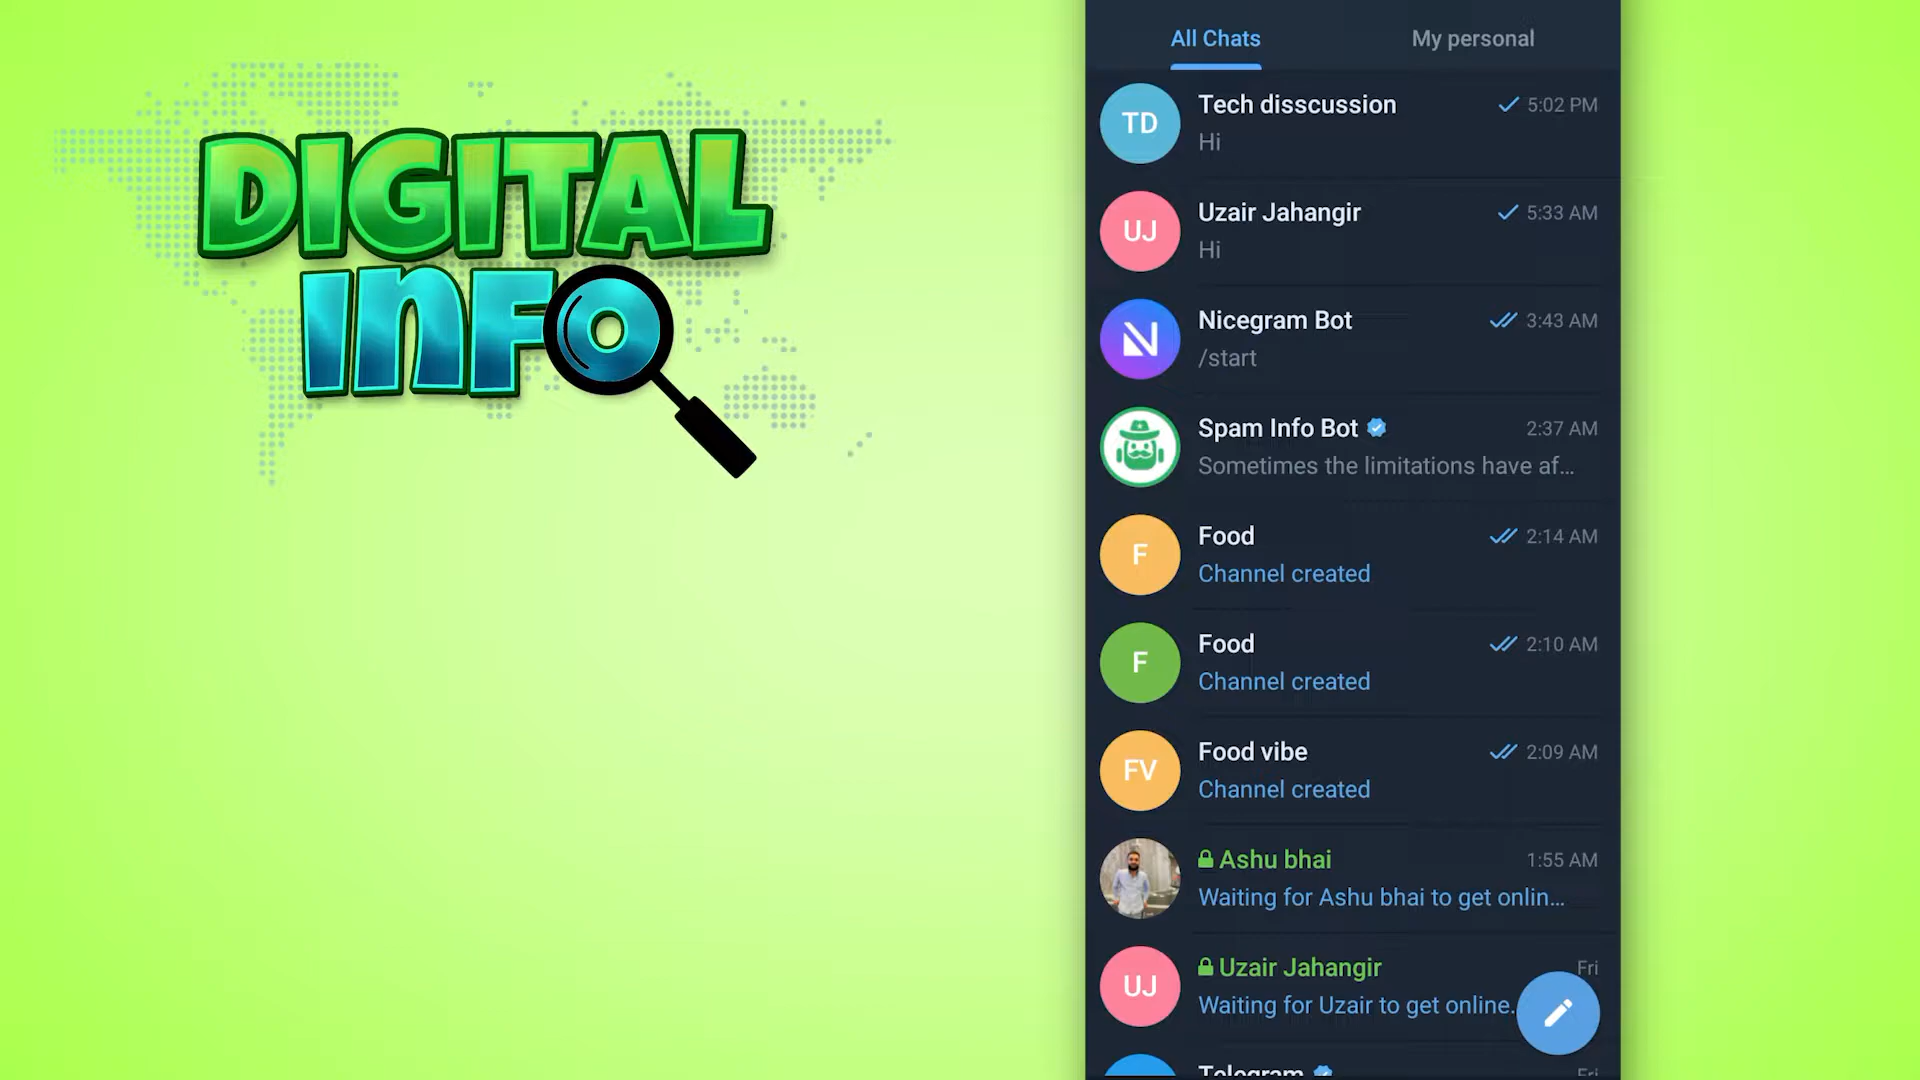 DIGITAL
INFO
All Chats
My personal
TD
Tech disscussion
5:02 PM
Hi
UJ
Uzair Jahangir
5:33 AM
Hi
N
Nicegram Bot
3:43 AM
/start
Spam Info Bot
2:37 AM
Sometimes the limitations have af...
F
Food
2:14 AM
Channel created
F
Food
2:10 AM
Channel created
FV
Food vibe
2:09 AM
Channel created
Ashu bhai
1:55 AM
Waiting for Ashu bhai to get onlin...
UJ
Uzair Jahangir
Fri
Waiting for Uzair to get online.
Telegram
Fri